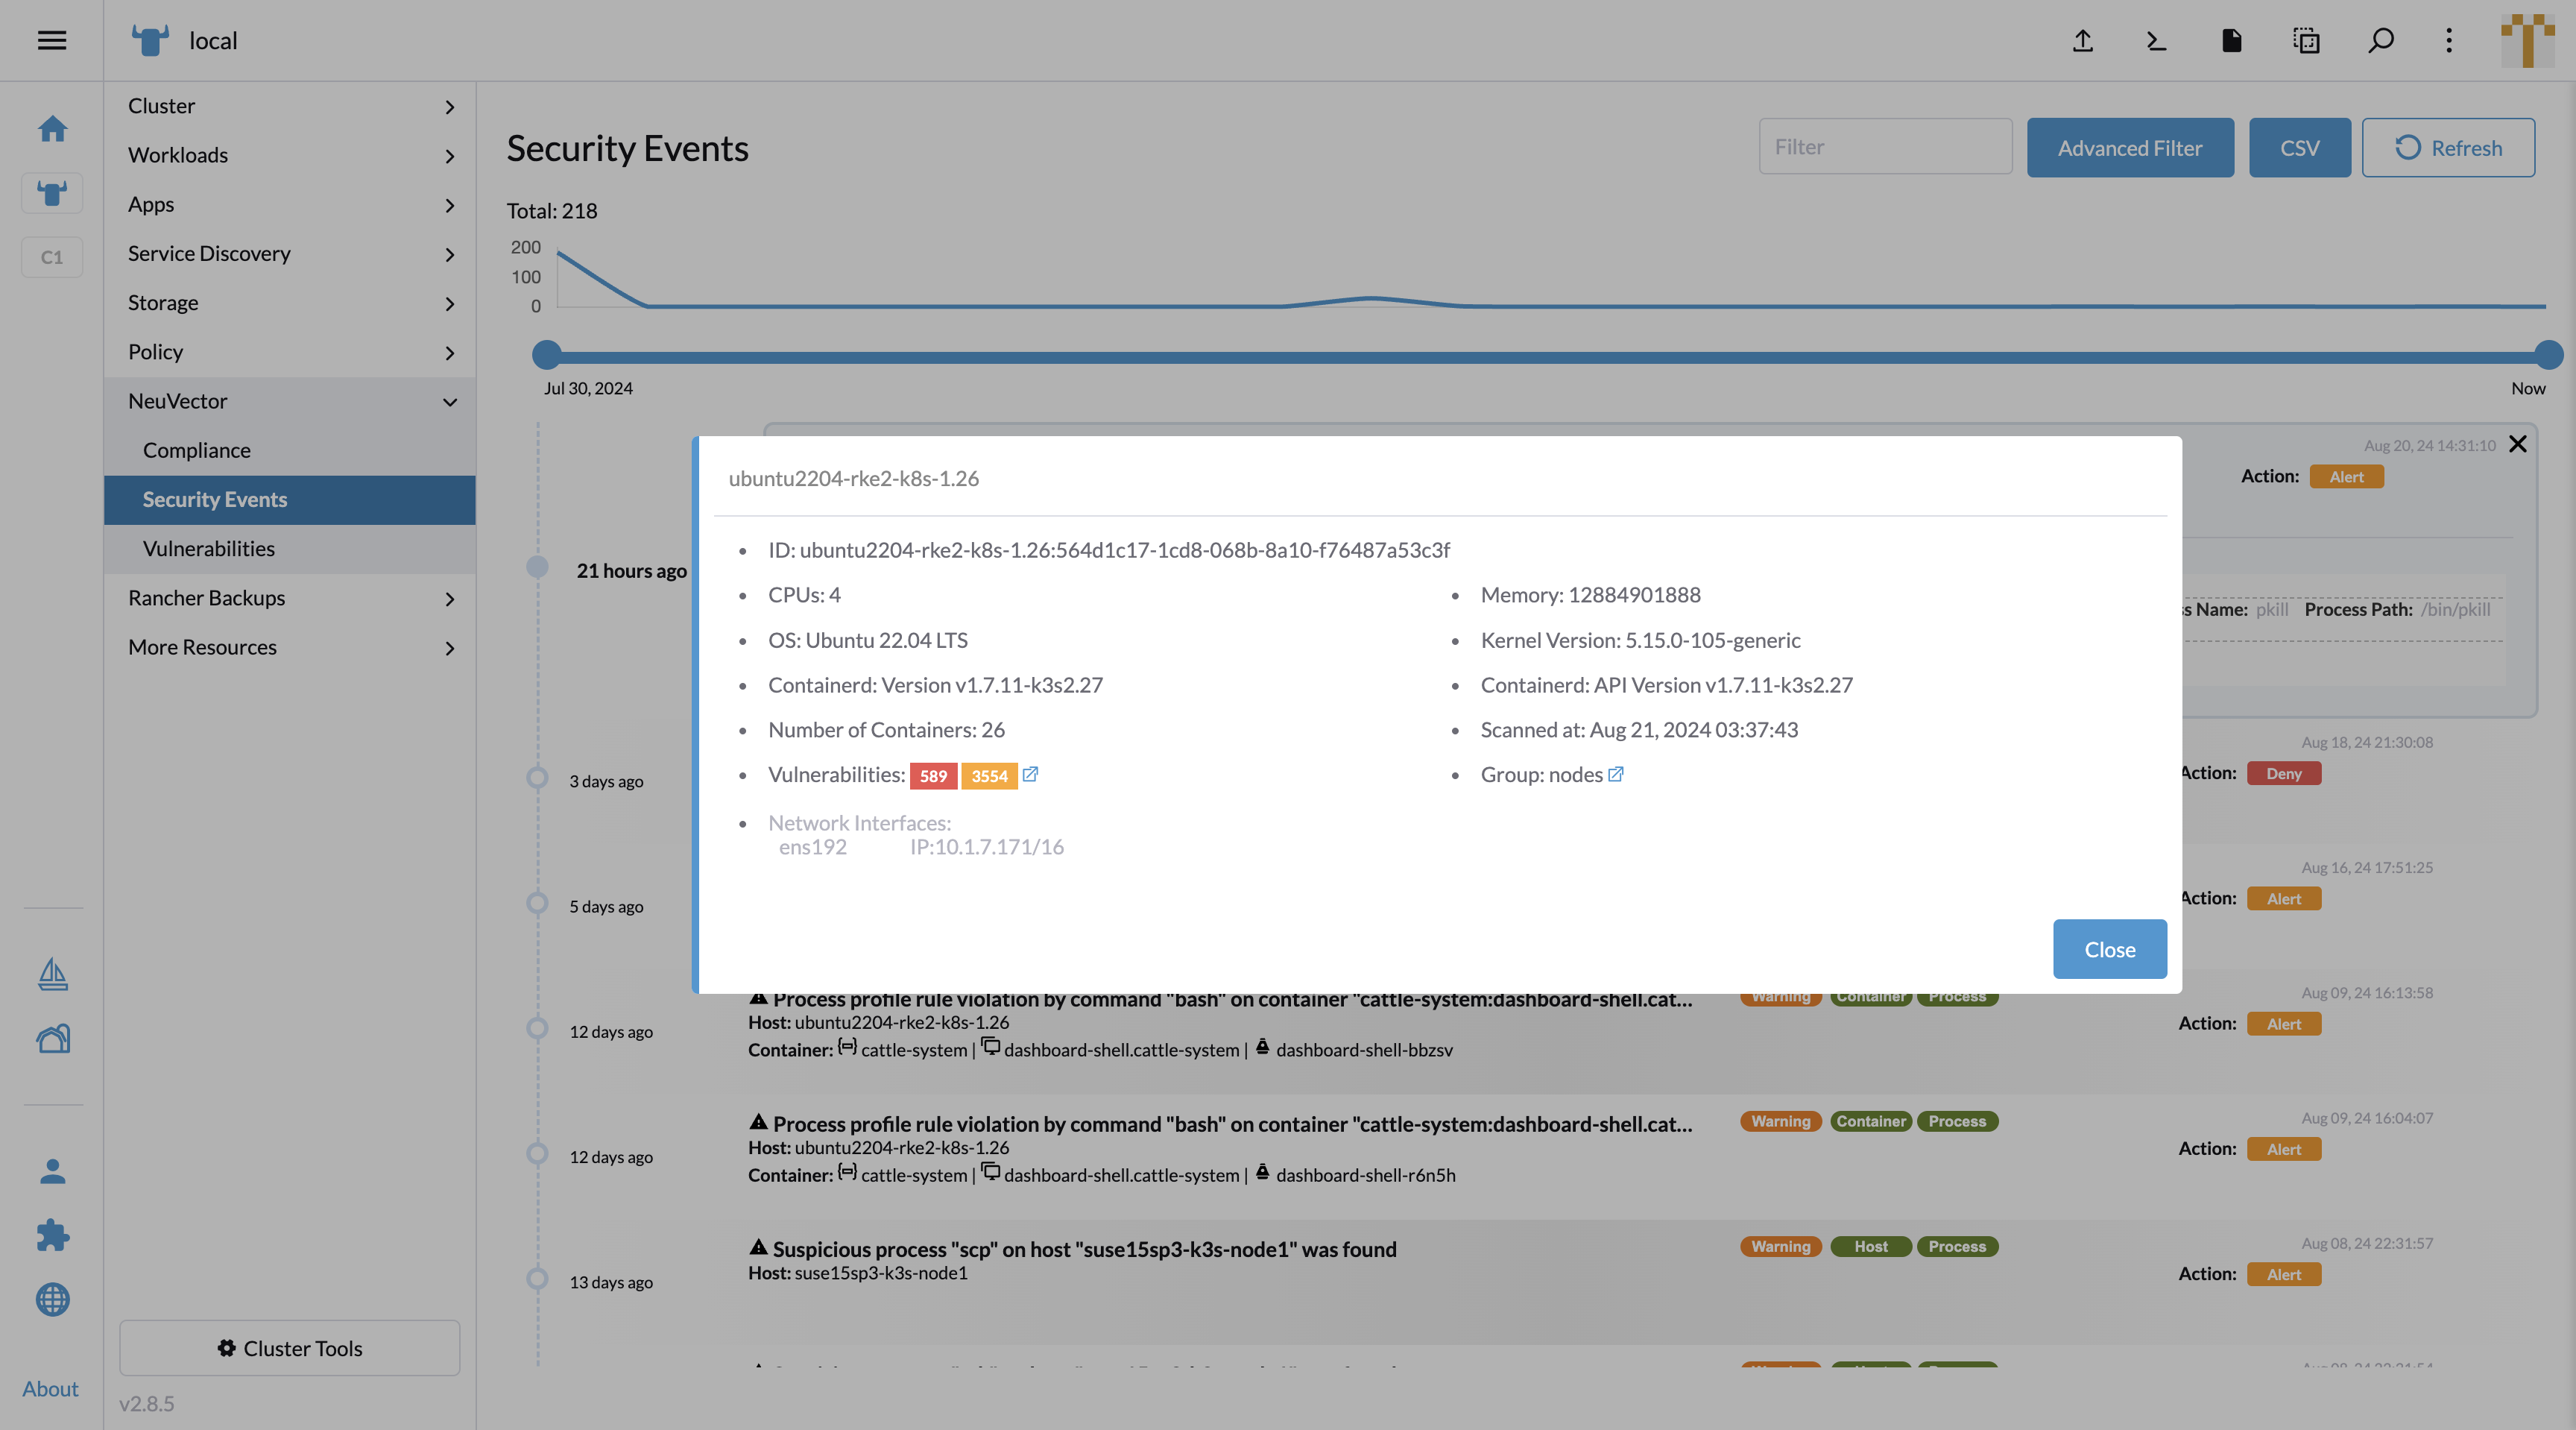 local
C1
About
Cluster
Workloads
Apps
Service Discovery
Storage
Policy
NeuVector
Compliance
Security Events
Vulnerabilities
Rancher Backups
More Resources
Cluster Tools
v2.8.5
Security Events
Filter
Advanced Filter
CSV
Refresh
Total: 218
200
100
0
Jul 30, 2024
Now
Aug 20, 24 14:31:10
Action: Alert
21 hours ago
s Name: pkill Process Path: /bin/pkill
ubuntu2204-rke2-k8s-1.26
ID: ubuntu2204-rke2-k8s-1.26:564d1c17-1cd8-068b-8a10-f76487a53c3f
CPUs: 4
Memory: 12884901888
OS: Ubuntu 22.04 LTS
Kernel Version: 5.15.0-105-generic
Containerd: Version v1.7.11-k3s2.27
Containerd: API Version v1.7.11-k3s2.27
Number of Containers: 26
Scanned at: Aug 21, 2024 03:37:43
Vulnerabilities: 589 3554
Group: nodes
Network Interfaces:
ens192 IP:10.1.7.171/16
Close
3 days ago
Aug 18, 24 21:30:08
Action: Deny
5 days ago
Aug 16, 24 17:51:25
Action: Alert
12 days ago
Process profile rule violation by command "bash" on container "cattle-system:dashboard-shell.cat...
Host: ubuntu2204-rke2-k8s-1.26
Container: cattle-system | dashboard-shell.cattle-system | dashboard-shell-bbzsv
Warning Container Process
Aug 09, 24 16:13:58
Action: Alert
12 days ago
Process profile rule violation by command "bash" on container "cattle-system:dashboard-shell.cat...
Host: ubuntu2204-rke2-k8s-1.26
Container: cattle-system | dashboard-shell.cattle-system | dashboard-shell-r6n5h
Warning Container Process
Aug 09, 24 16:04:07
Action: Alert
13 days ago
Suspicious process "scp" on host "suse15sp3-k3s-node1" was found
Host: suse15sp3-k3s-node1
Warning Host Process
Aug 08, 24 22:31:57
Action: Alert